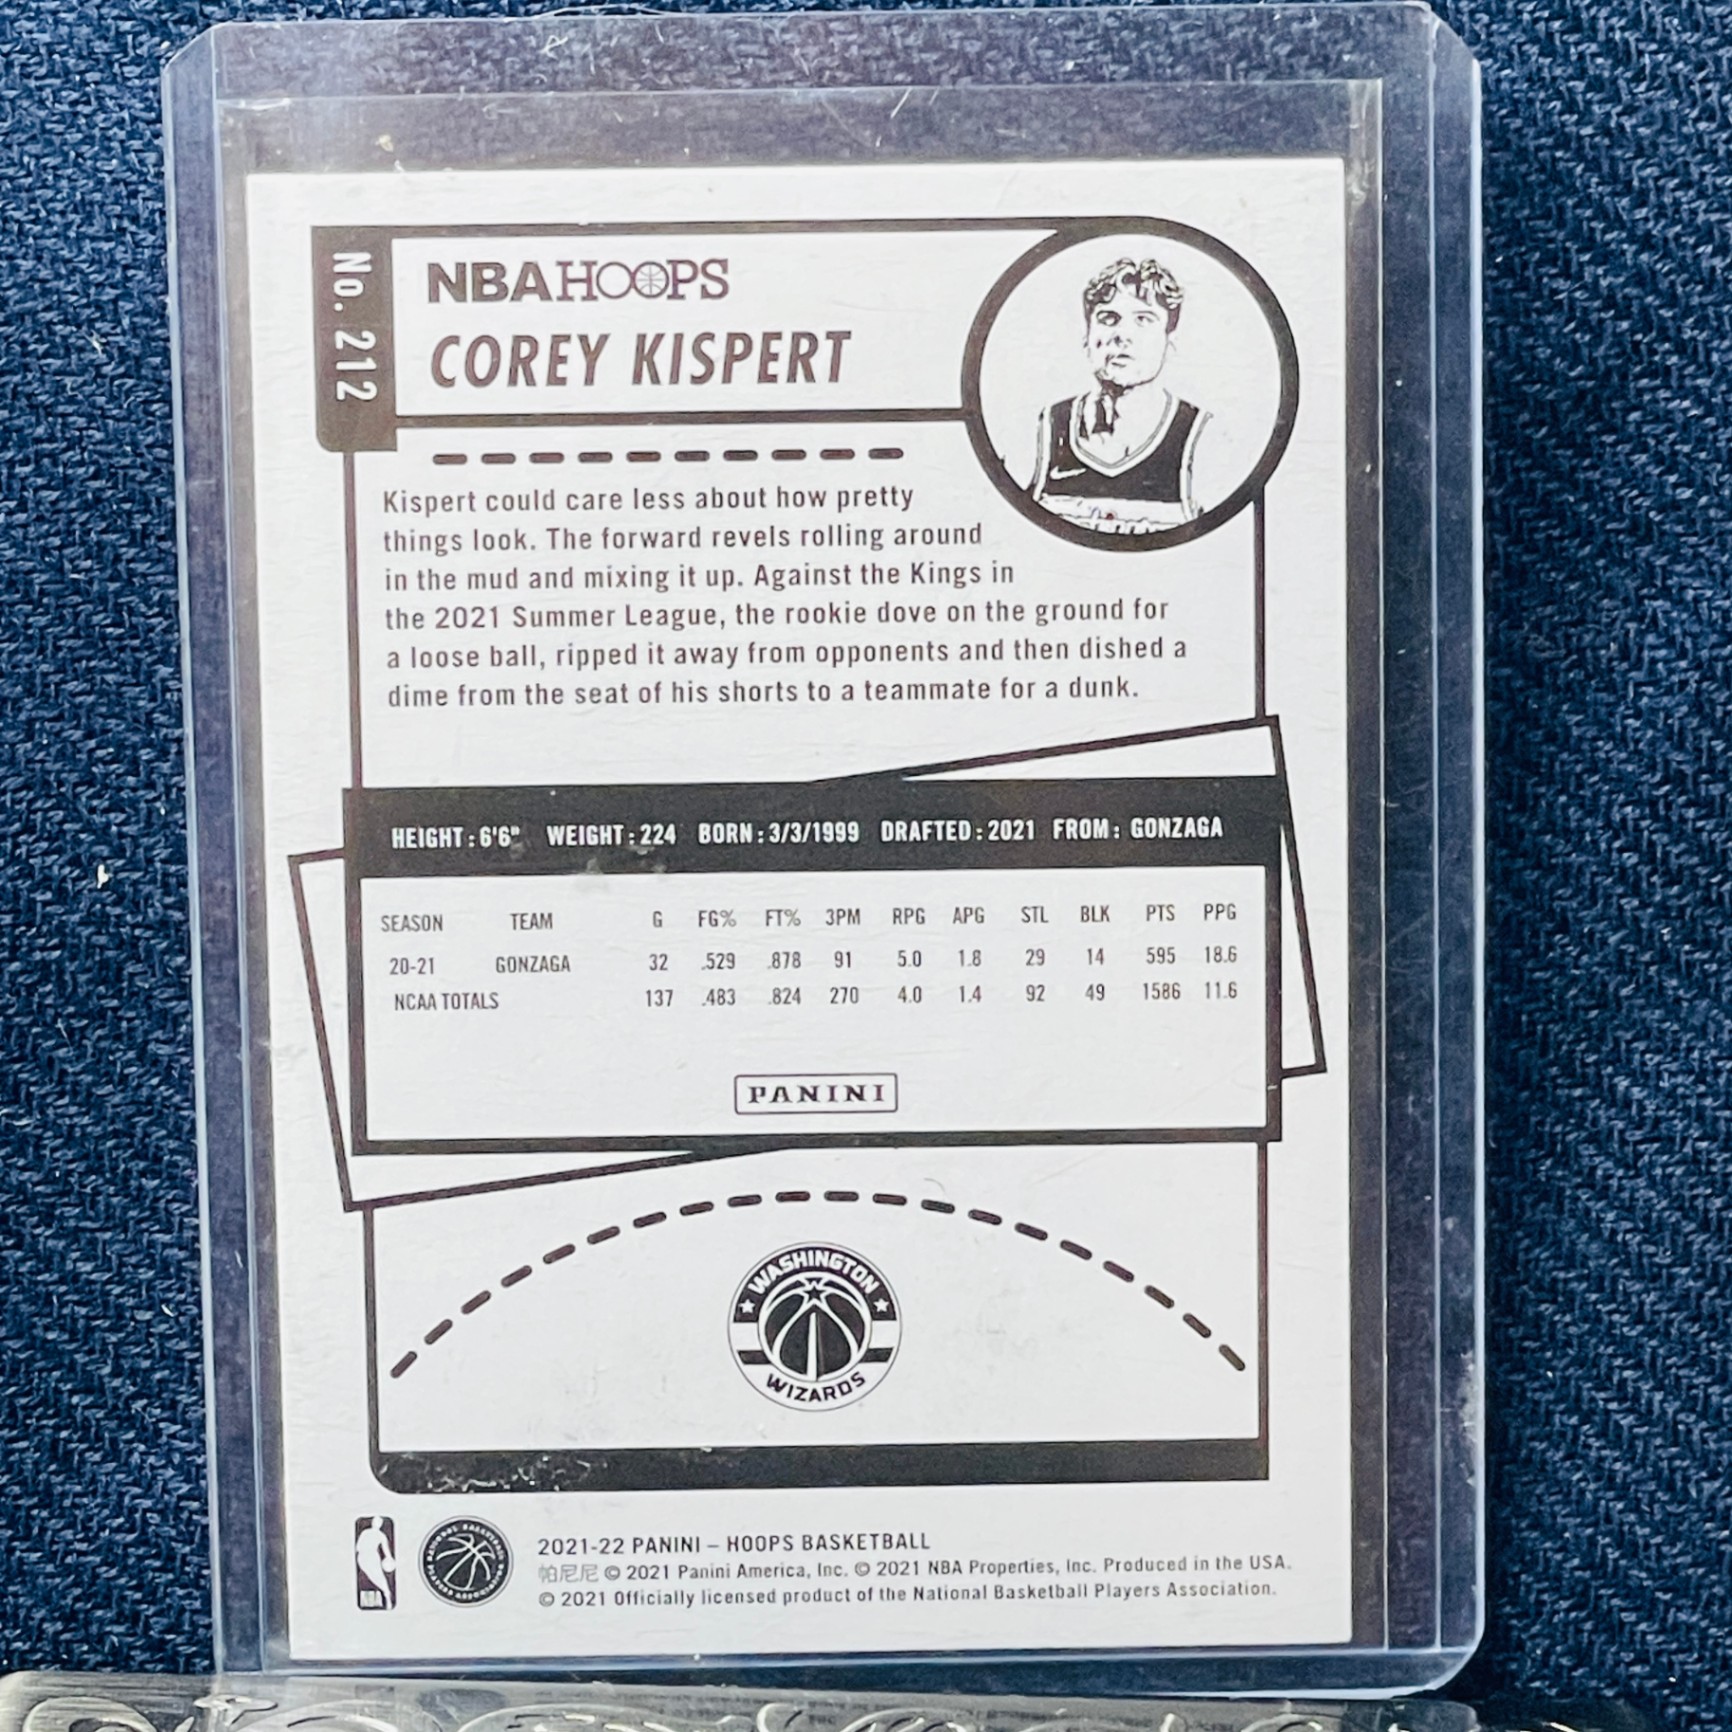 No. 212
NBA HOOPS
COREY KISPERT
Kispert could care less about how pretty
things look. The forward revels rolling around
in the mud and mixing it up. Against the Kings in
the 2021 Summer League, the rookie dove on the ground for
a loose ball, ripped it away from opponents and then dished a
dime from the seat of his shorts to a teammate for a dunk.
HEIGHT: 6'6" WEIGHT: 224 BORN: 3/3/1999 DRAFTED: 2021 FROM: GONZAGA
SEASON TEAM G FG% FT% 3PM RPG APG STL BLK PTS PPG
20-21 GONZAGA 32 .529 .878 91 5.0 1.8 29 14 595 18.6
NCAA TOTALS 137 .483 .824 270 4.0 1.4 92 49 1586 11.6
PANINI
WASHINGTON
WIZARDS
NBA
2021-22 PANINI – HOOPS BASKETBALL
帕尼尼 © 2021 Panini America, Inc. © 2021 NBA Properties, Inc. Produced in the USA.
© 2021 Officially licensed product of the National Basketball Players Association.